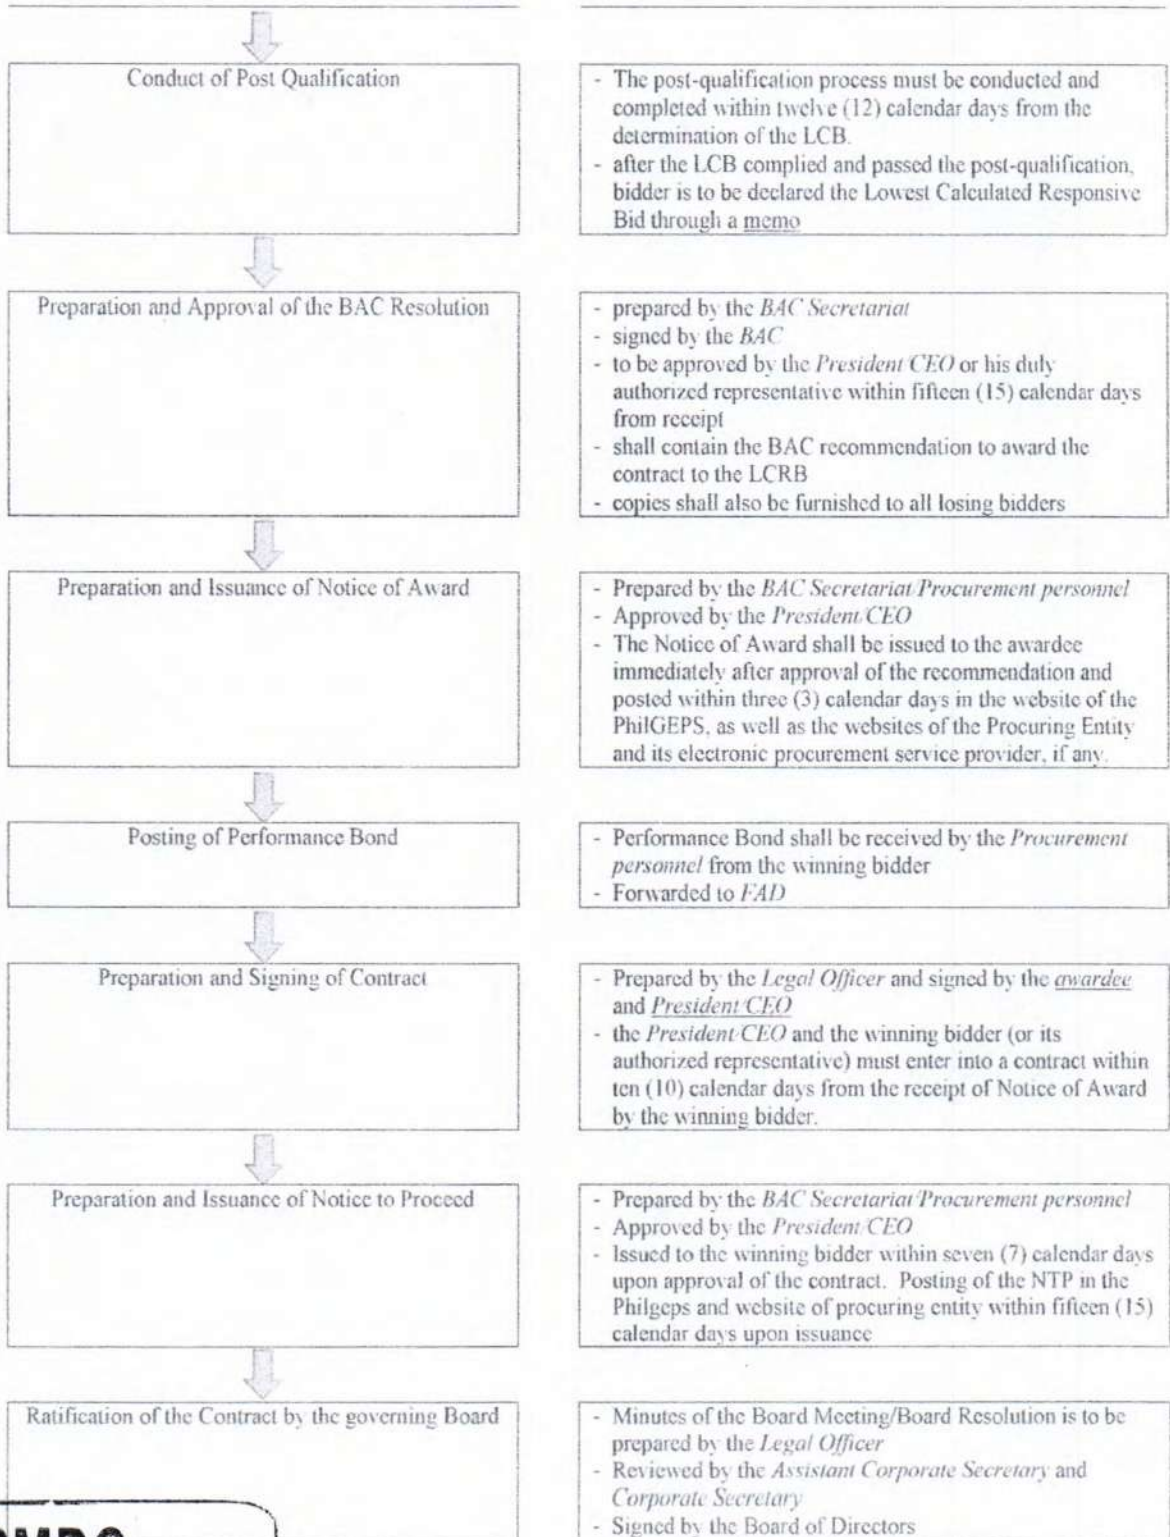 Conduct of Post Qualification
- The post-qualification process must be conducted and
completed within twelve (12) calendar days from the
determination of the LCB.
- after the LCB complied and passed the post-qualification,
bidder is to be declared the Lowest Calculated Responsive
Bid through a memo
Preparation and Approval of the BAC Resolution
- prepared by the BAC Secretariat
- signed by the BAC
- to be approved by the President/CEO or his duly
authorized representative within fifteen (15) calendar days
from receipt
- shall contain the BAC recommendation to award the
contract to the LCRB
- copies shall also be furnished to all losing bidders
Preparation and Issuance of Notice of Award
- Prepared by the BAC Secretariat/Procurement personnel
- Approved by the President/CEO
- The Notice of Award shall be issued to the awardee
immediately after approval of the recommendation and
posted within three (3) calendar days in the website of the
PhilGEPS, as well as the websites of the Procuring Entity
and its electronic procurement service provider, if any.
Posting of Performance Bond
- Performance Bond shall be received by the Procurement
personnel from the winning bidder
- Forwarded to FAD
Preparation and Signing of Contract
- Prepared by the Legal Officer and signed by the awardee
and President/CEO
- the President/CEO and the winning bidder (or its
authorized representative) must enter into a contract within
ten (10) calendar days from the receipt of Notice of Award
by the winning bidder.
Preparation and Issuance of Notice to Proceed
- Prepared by the BAC Secretariat/Procurement personnel
- Approved by the President/CEO
- Issued to the winning bidder within seven (7) calendar days
upon approval of the contract. Posting of the NTP in the
Philgeps and website of procuring entity within fifteen (15)
calendar days upon issuance
Ratification of the Contract by the governing Board
- Minutes of the Board Meeting/Board Resolution is to be
prepared by the Legal Officer
- Reviewed by the Assistant Corporate Secretary and
Corporate Secretary
- Signed by the Board of Directors